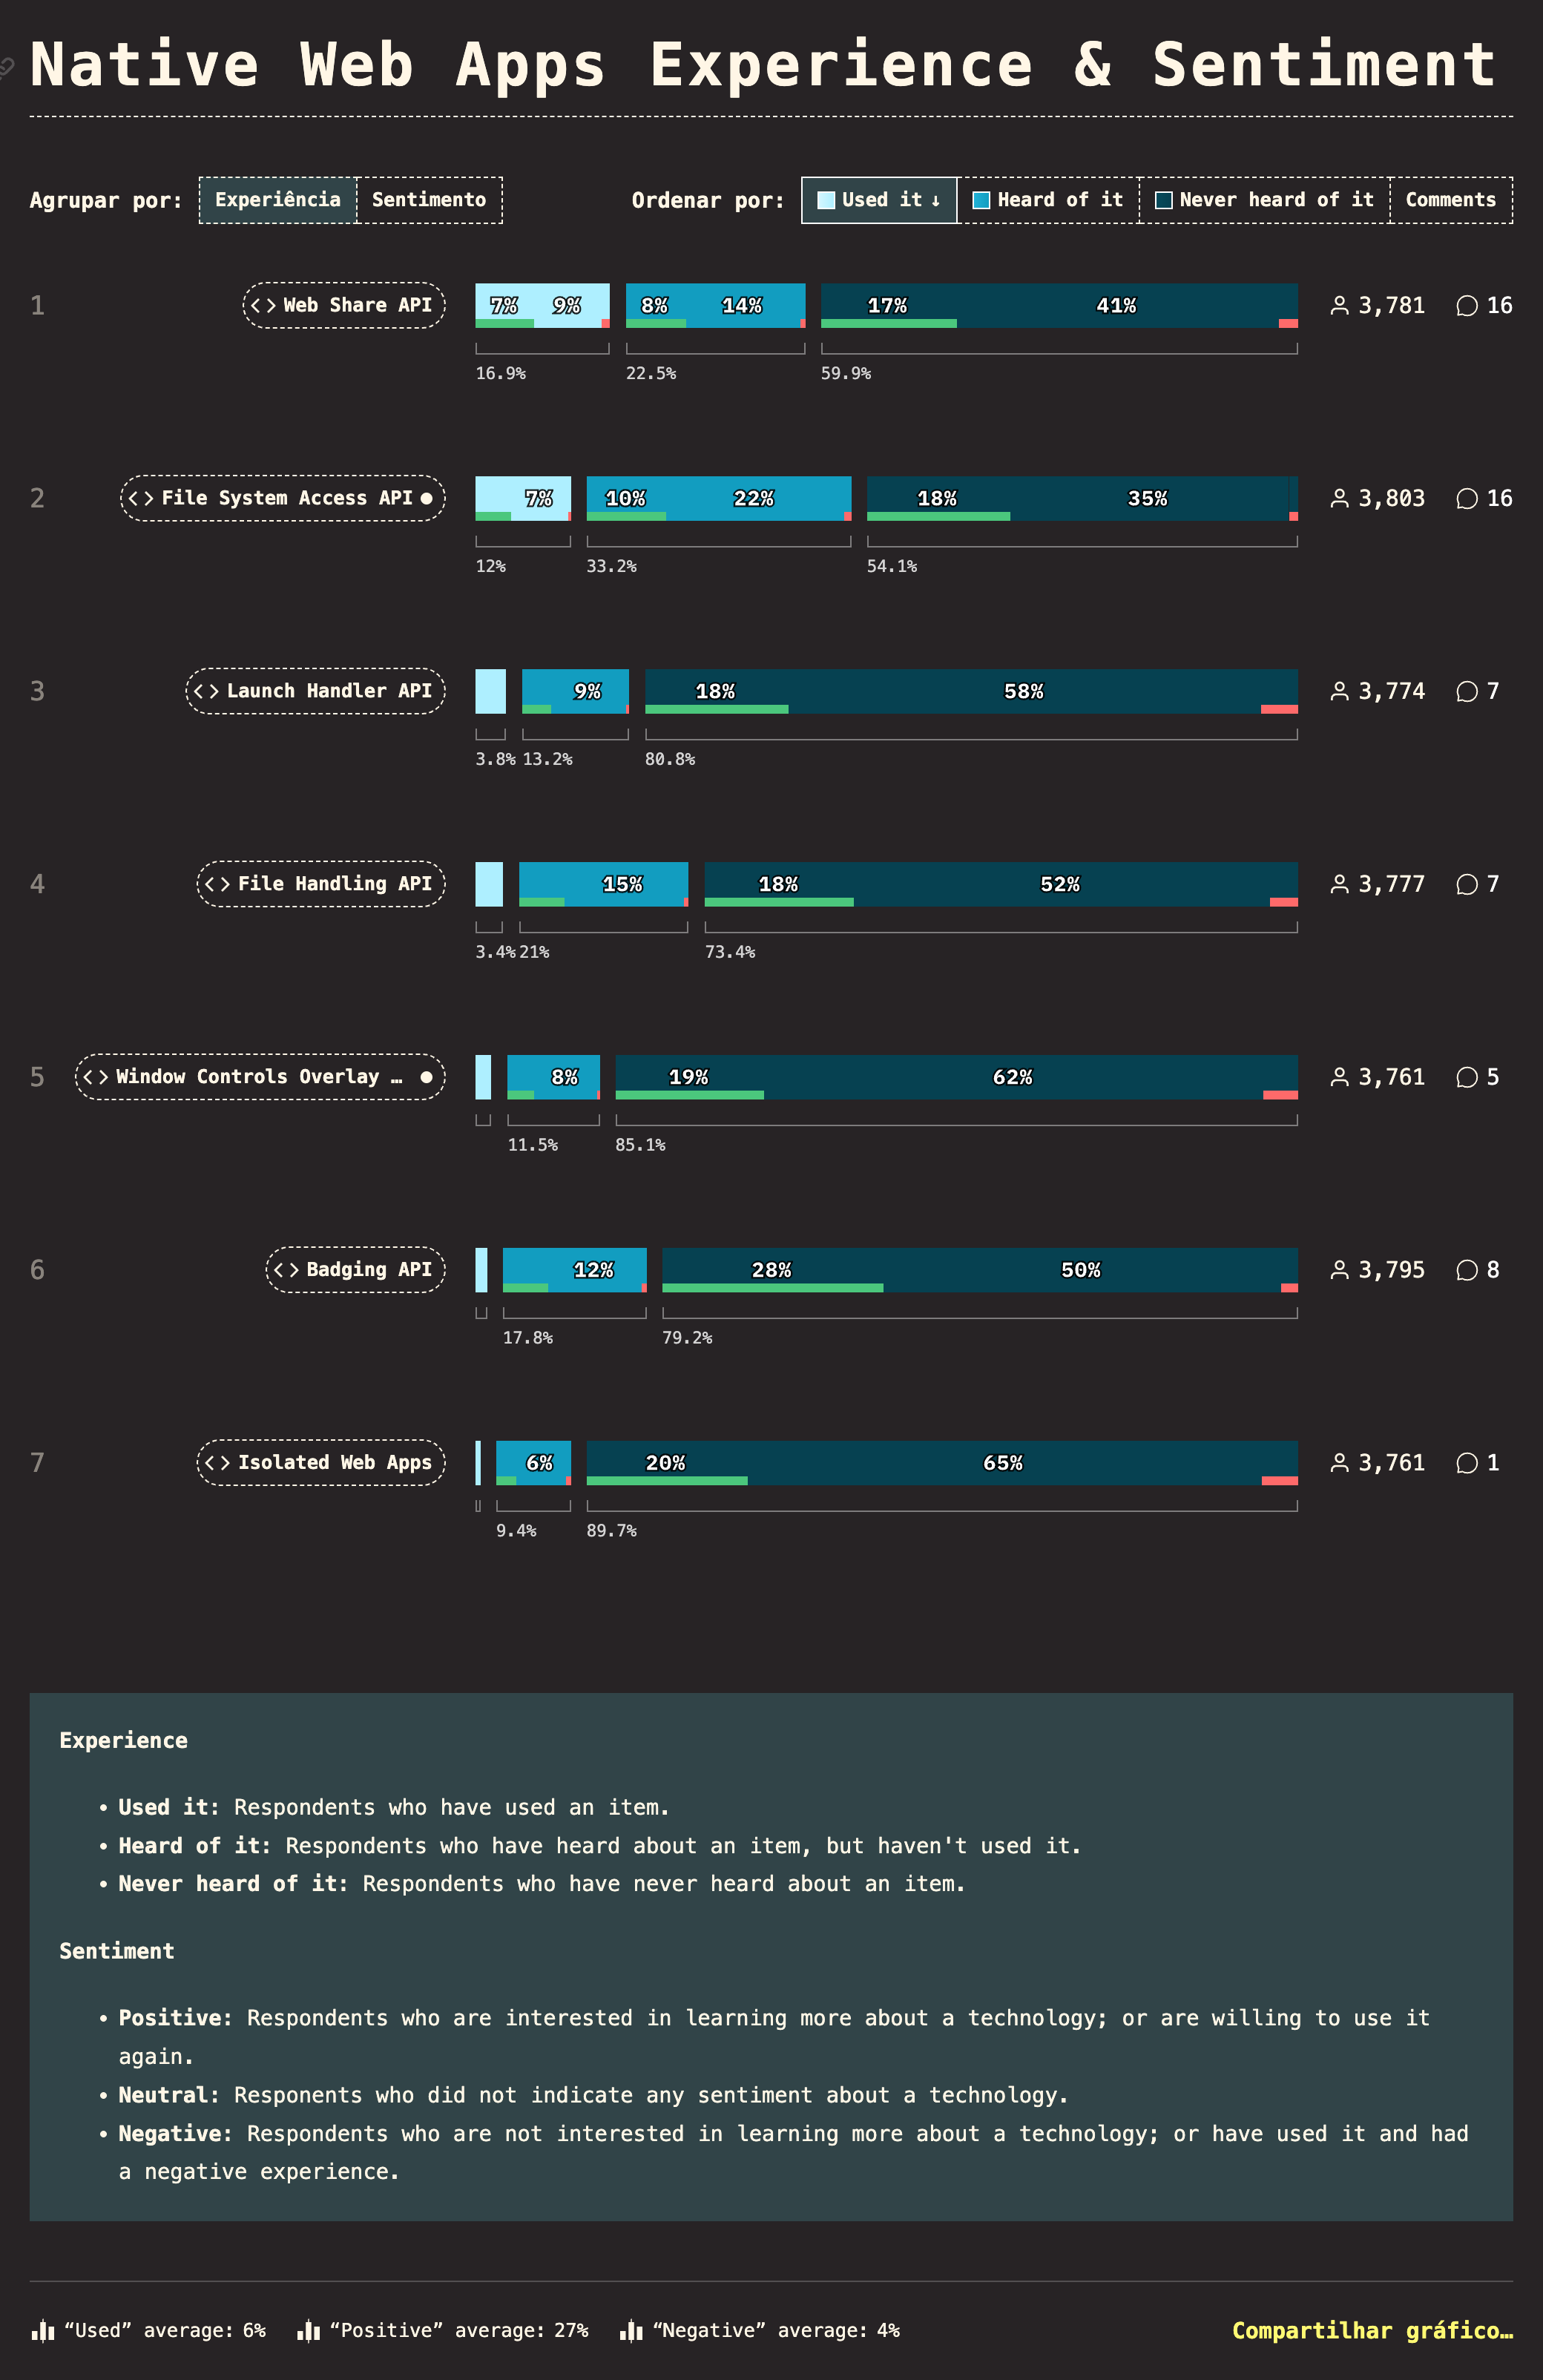 Native Web Apps Experience & Sentiment
Agrupar por: Experiência Sentimento Ordenar por: Used it ↓ Heard of it Never heard of it Comments
1 <> Web Share API 7% 9% 8% 14% 17% 41% 3,781 16
16.9% 22.5% 59.9%
2 <> File System Access API 7% 10% 22% 18% 35% 3,803 16
12% 33.2% 54.1%
3 <> Launch Handler API 9% 18% 58% 3,774 7
3.8% 13.2% 80.8%
4 <> File Handling API 15% 18% 52% 3,777 7
3.4% 21% 73.4%
5 <> Window Controls Overlay … 8% 19% 62% 3,761 5
11.5% 85.1%
6 <> Badging API 12% 28% 50% 3,795 8
17.8% 79.2%
7 <> Isolated Web Apps 6% 20% 65% 3,761 1
9.4% 89.7%
Experience
• Used it: Respondents who have used an item.
• Heard of it: Respondents who have heard about an item, but haven't used it.
• Never heard of it: Respondents who have never heard about an item.
Sentiment
• Positive: Respondents who are interested in learning more about a technology; or are willing to use it
again.
• Neutral: Responents who did not indicate any sentiment about a technology.
• Negative: Respondents who are not interested in learning more about a technology; or have used it and had
a negative experience.
“Used” average: 6% “Positive” average: 27% “Negative” average: 4% Compartilhar gráfico…